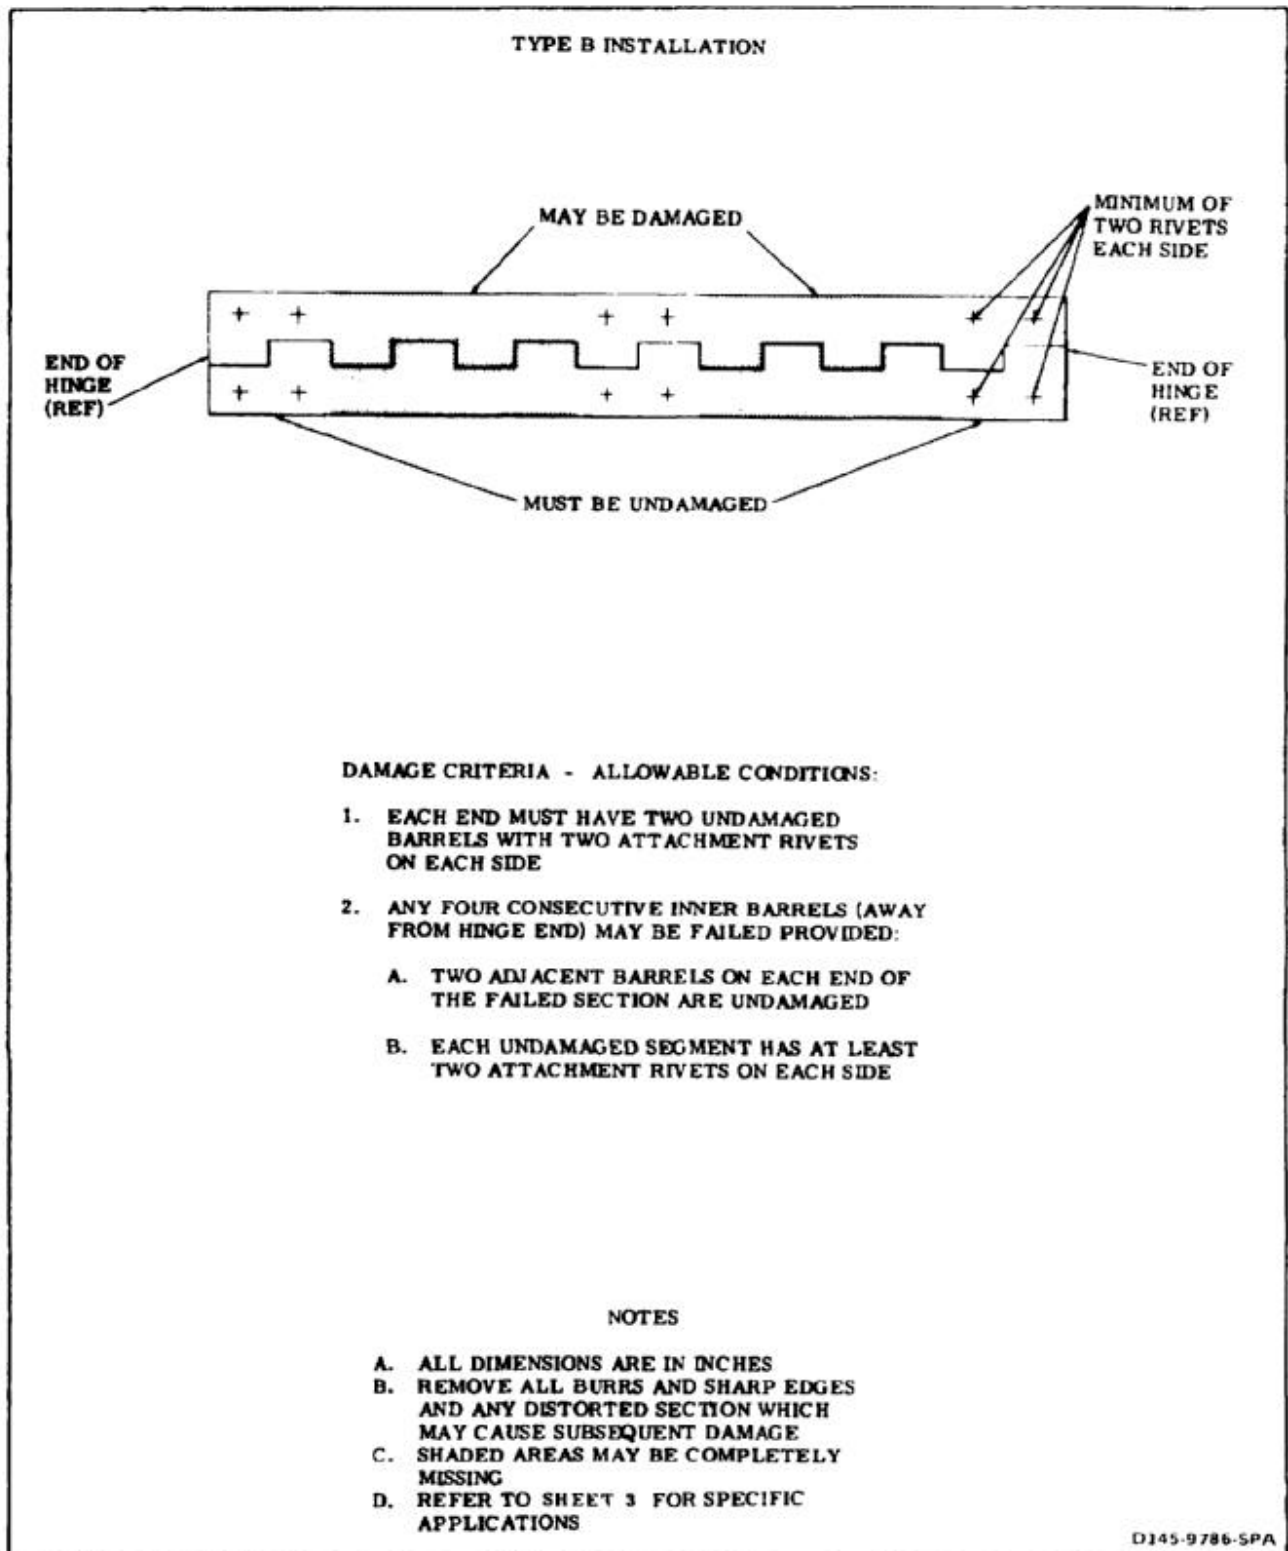 TYPE B INSTALLATION
MAY BE DAMAGED
MINIMUM OF
TWO RIVETS
EACH SIDE
END OF
HINGE
(REF)
END OF
HINGE
(REF)
MUST BE UNDAMAGED
DAMAGE CRITERIA - ALLOWABLE CONDITIONS:
1. EACH END MUST HAVE TWO UNDAMAGED
BARRELS WITH TWO ATTACHMENT RIVETS
ON EACH SIDE
2. ANY FOUR CONSECUTIVE INNER BARRELS (AWAY
FROM HINGE END) MAY BE FAILED PROVIDED:
A. TWO ADJACENT BARRELS ON EACH END OF
THE FAILED SECTION ARE UNDAMAGED
B. EACH UNDAMAGED SEGMENT HAS AT LEAST
TWO ATTACHMENT RIVETS ON EACH SIDE
NOTES
A. ALL DIMENSIONS ARE IN INCHES
B. REMOVE ALL BURRS AND SHARP EDGES
AND ANY DISTORTED SECTION WHICH
MAY CAUSE SUBSEQUENT DAMAGE
C. SHADED AREAS MAY BE COMPLETELY
MISSING
D. REFER TO SHEET 3 FOR SPECIFIC
APPLICATIONS
D145-9786-SPA